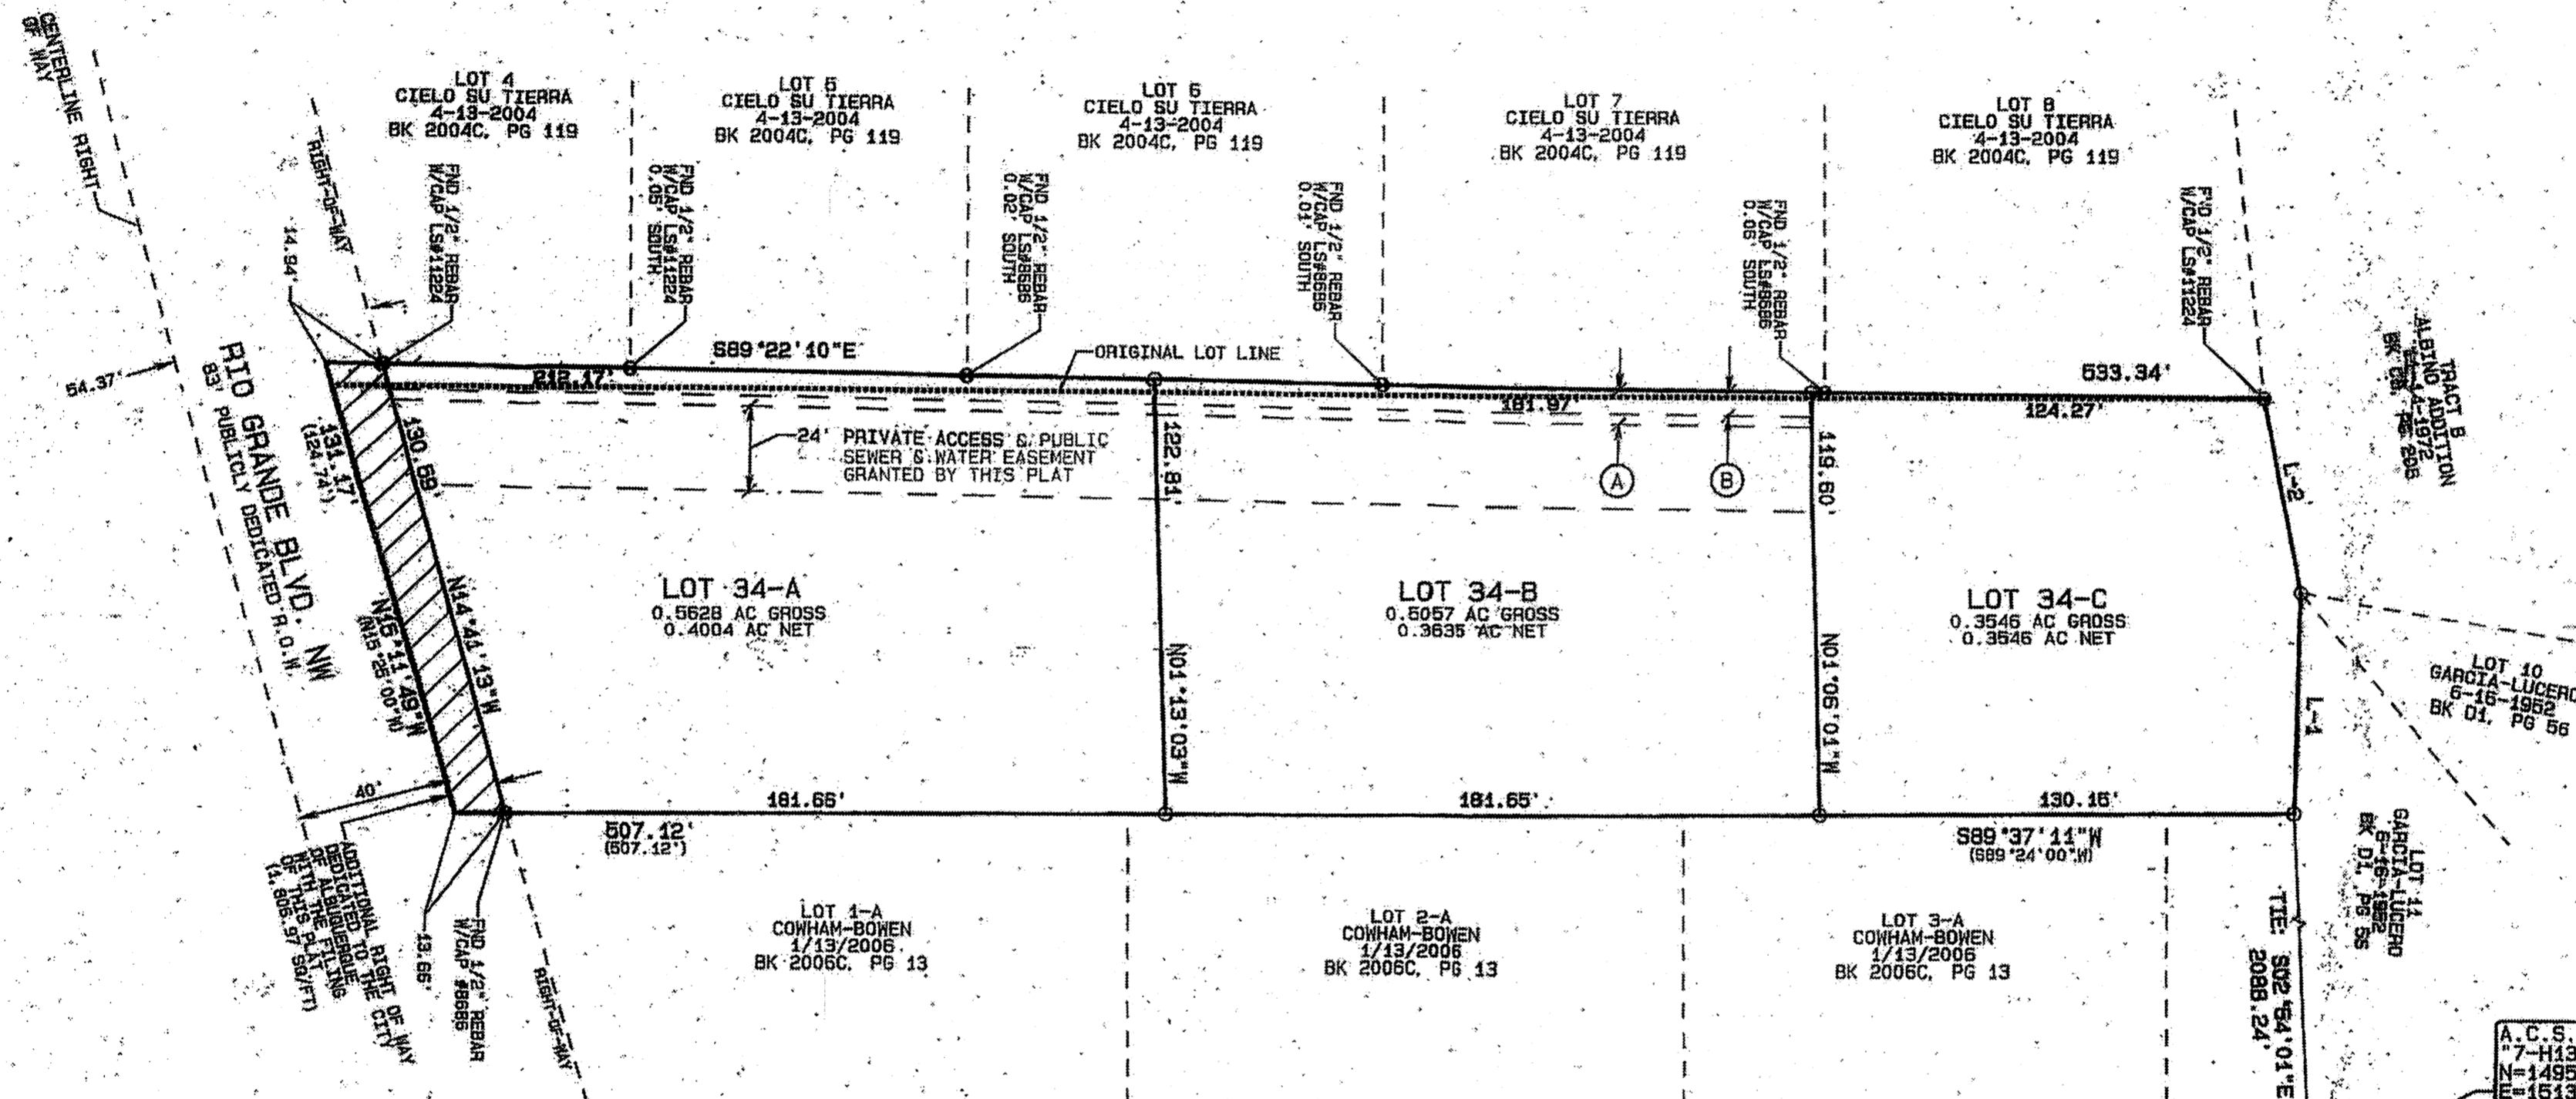 CENTERLINE RIGHT
OF WAY
RIGHT-OF-WAY
LOT 4
CIELO SU TIERRA
4-13-2004
BK 2004C, PG 119
LOT 5
CIELO SU TIERRA
4-13-2004
BK 2004C, PG 119
LOT 6
CIELO SU TIERRA
4-13-2004
BK 2004C, PG 119
LOT 7
CIELO SU TIERRA
4-13-2004
BK 2004C, PG 119
LOT 8
CIELO SU TIERRA
4-13-2004
BK 2004C, PG 119
14.94'
FND 1/2" REBAR
W/CAP LS#11224
FND 1/2" REBAR
W/CAP LS#11224
0.05' SOUTH
FND 1/2" REBAR
W/CAP LS#8686
0.02' SOUTH
FND 1/2" REBAR
W/CAP LS#8686
0.01' SOUTH
FND 1/2" REBAR
W/CAP LS#8686
0.06' SOUTH
FND 1/2" REBAR
W/CAP LS#11224
TRACT B
ALBINO ADDITION
54.37'
S89°22'10"E
ORIGINAL LOT LINE
533.34'
212.17'
181.97'
124.27'
RIO GRANDE BLVD. NW
83' PUBLICLY DEDICATED R.O.W.
131.17'
(124.74')
130.59'
24' PRIVATE ACCESS & PUBLIC
SEWER & WATER EASEMENT
GRANTED BY THIS PLAT
122.81'
A
B
119.60'
L-2
N14°41'13"W
N15°11'49"W
(N15°25'00"W)
LOT 34-A
0.5628 AC GROSS
0.4004 AC NET
LOT 34-B
0.5057 AC GROSS
0.3635 AC NET
LOT 34-C
0.3546 AC GROSS
0.3546 AC NET
N01°13'03"W
N01°06'01"W
L-1
LOT 10
GARCIA-LUCERO
6-16-1952
BK D1, PG 56
40'
181.66'
181.65'
130.15'
507.12'
(507.12')
S89°37'11"W
(S89°24'00"W)
ADDITIONAL RIGHT OF WAY
DEDICATED TO THE CITY
OF ALBUQUERQUE
WITH THE FILING
OF THIS PLAT
13.66'
FND 1/2" REBAR
W/CAP #8686
RIGHT-OF-WAY
LOT 1-A
COWHAM-BOWEN
1/13/2006
BK 2006C, PG 13
LOT 2-A
COWHAM-BOWEN
1/13/2006
BK 2006C, PG 13
LOT 3-A
COWHAM-BOWEN
1/13/2006
BK 2006C, PG 13
LOT 11
GARCIA-LUCERO
6-16-1952
BK D1, PG 56
TIE: S02°54'01"E
2088.24'
A.C.S.
"7-H13
N=1495
E=1513